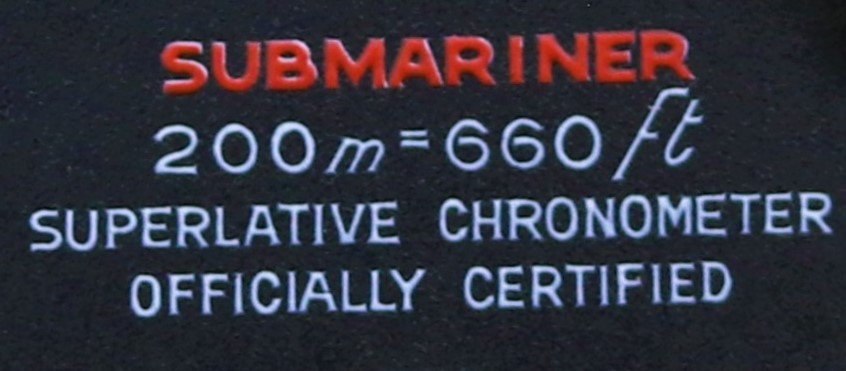 SUBMARINER
200m=660ft
SUPERLATIVE CHRONOMETER
OFFICIALLY CERTIFIED